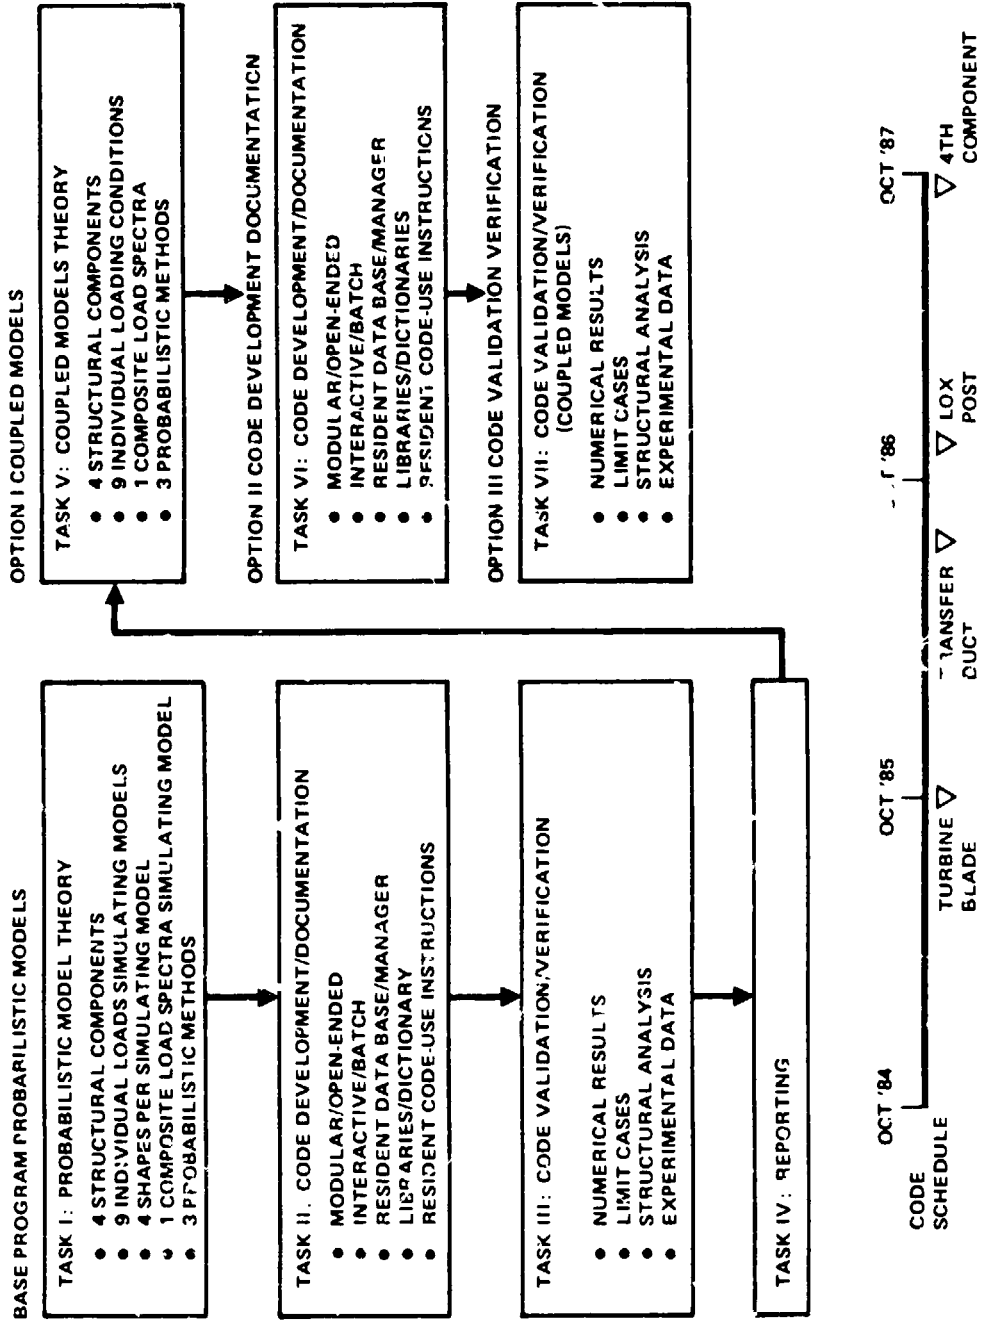 BASE PROGRAM PROBARILISTIC MODELS
TASK I: PROBABILISTIC MODEL THEORY
● 4 STRUCTURAL COMPONENTS
● 9 INDIVIDUAL LOADS SIMULATING MODELS
● 4 SHAPES PER SIMULATING MODEL
● 1 COMPOSITE LOAD SPECTRA SIMULATING MODEL
● 3 PROBABILISTIC METHODS
TASK II. CODE DEVELOPMENT/DOCUMENTATION
● MODULAR/OPEN-ENDED
● INTERACTIVE/BATCH
● RESIDENT DATA BASE/MANAGER
● LIBRARIES/DICTIONARY
● RESIDENT CODE-USE INSTRUCTIONS
TASK III: CODE VALIDATION/VERIFICATION
● NUMERICAL RESULTS
● LIMIT CASES
● STRUCTURAL ANALYSIS
● EXPERIMENTAL DATA
TASK IV: REPORTING
OPTION I COUPLED MODELS
TASK V: COUPLED MODELS THEORY
● 4 STRUCTURAL COMPONENTS
● 9 INDIVIDUAL LOADING CONDITIONS
● 1 COMPOSITE LOAD SPECTRA
● 3 PROBABILISTIC METHODS
OPTION II CODE DEVELOPMENT DOCUMENTATION
TASK VI: CODE DEVELOPMENT/DOCUMENTATION
● MODULAR/OPEN-ENDED
● INTERACTIVE/BATCH
● RESIDENT DATA BASE/MANAGER
● LIBRARIES/DICTIONARIES
● RESIDENT CODE-USE INSTRUCTIONS
OPTION III CODE VALIDATION VERIFICATION
TASK VII: CODE VALIDATION/VERIFICATION
(COUPLED MODELS)
● NUMERICAL RESULTS
● LIMIT CASES
● STRUCTURAL ANALYSIS
● EXPERIMENTAL DATA
CODE
SCHEDULE
OCT '84
OCT '85
'86
OCT '87
TURBINE
BLADE
TRANSFER
DUCT
LOX
POST
4TH
COMPONENT